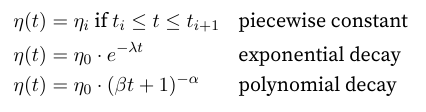 η(t) = ηᵢ if tᵢ ≤ t ≤ tᵢ₊₁ piecewise constant
η(t) = η₀ · e^{−λt} exponential decay
η(t) = η₀ · (βt + 1)^{−α} polynomial decay